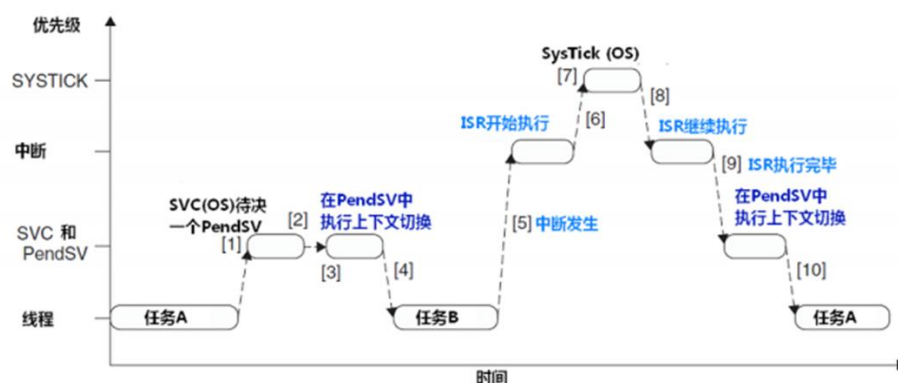 优先级
SysTick (OS)
SYSTICK
[7]
[8]
ISR开始执行
[6]
ISR继续执行
中断
[9] ISR执行完毕
SVC(OS)待决
一个PendSV
[2]
在PendSV中
执行上下文切换
[5] 中断发生
在PendSV中
执行上下文切换
SVC 和
PendSV
[1]
[3]
[4]
[10]
线程
任务A
任务B
任务A
时间